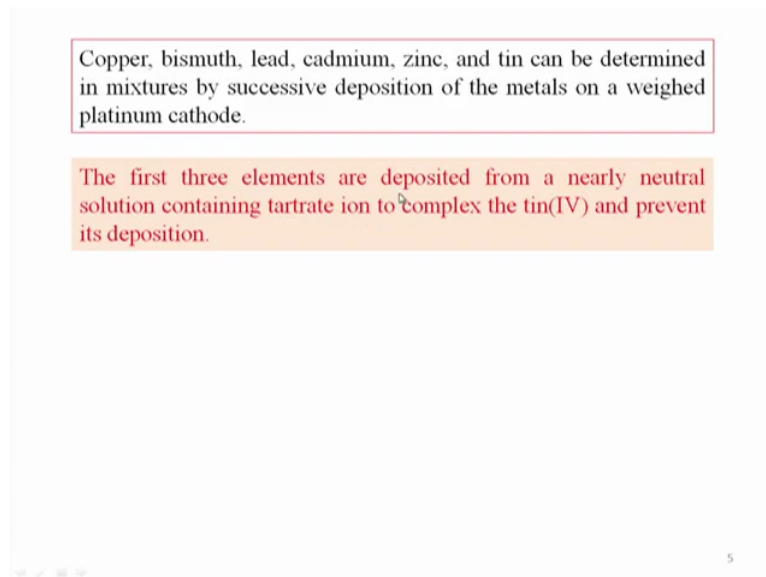 Copper, bismuth, lead, cadmium, zinc, and tin can be determined
in mixtures by successive deposition of the metals on a weighed
platinum cathode.
The first three elements are deposited from a nearly neutral
solution containing tartrate ion to complex the tin(IV) and prevent
its deposition.
5